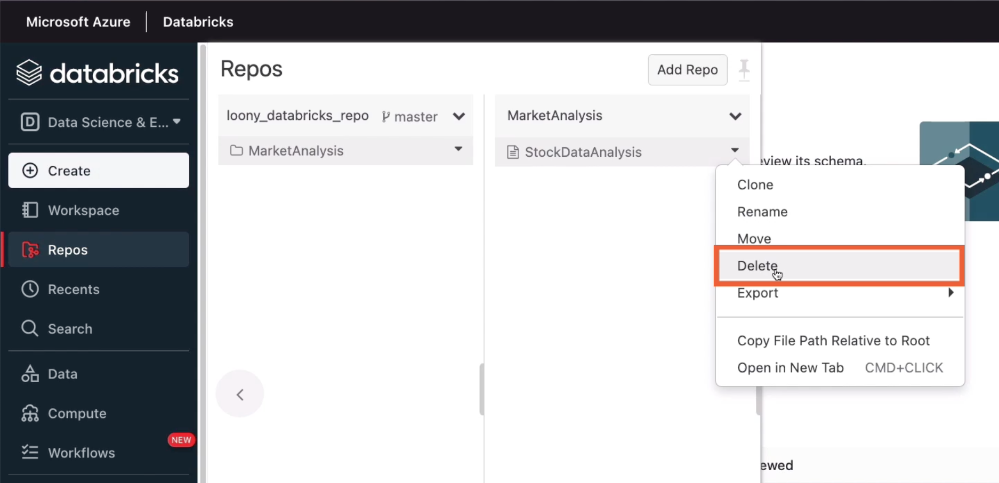 Microsoft Azure | Databricks
databricks
D Data Science & E...
Create
Workspace
Repos
Recents
Search
Data
Compute
NEW
Workflows
Repos
Add Repo
loony_databricks_repo master
MarketAnalysis
MarketAnalysis
StockDataAnalysis
eview its schema.
Clone
Rename
Move
Delete
Export
Copy File Path Relative to Root
Open in New Tab CMD+CLICK
ewed